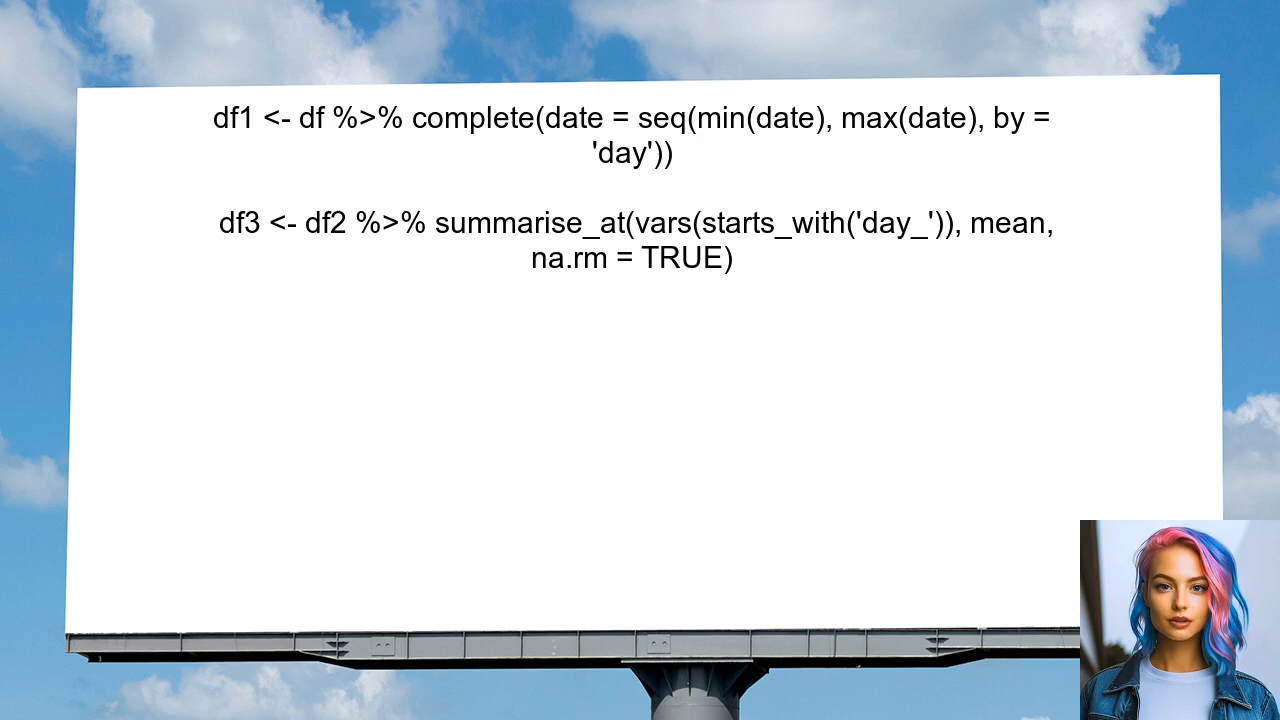 df1 <- df %>% complete(date = seq(min(date), max(date), by =
'day'))
df3 <- df2 %>% summarise_at(vars(starts_with('day_')), mean,
na.rm = TRUE)